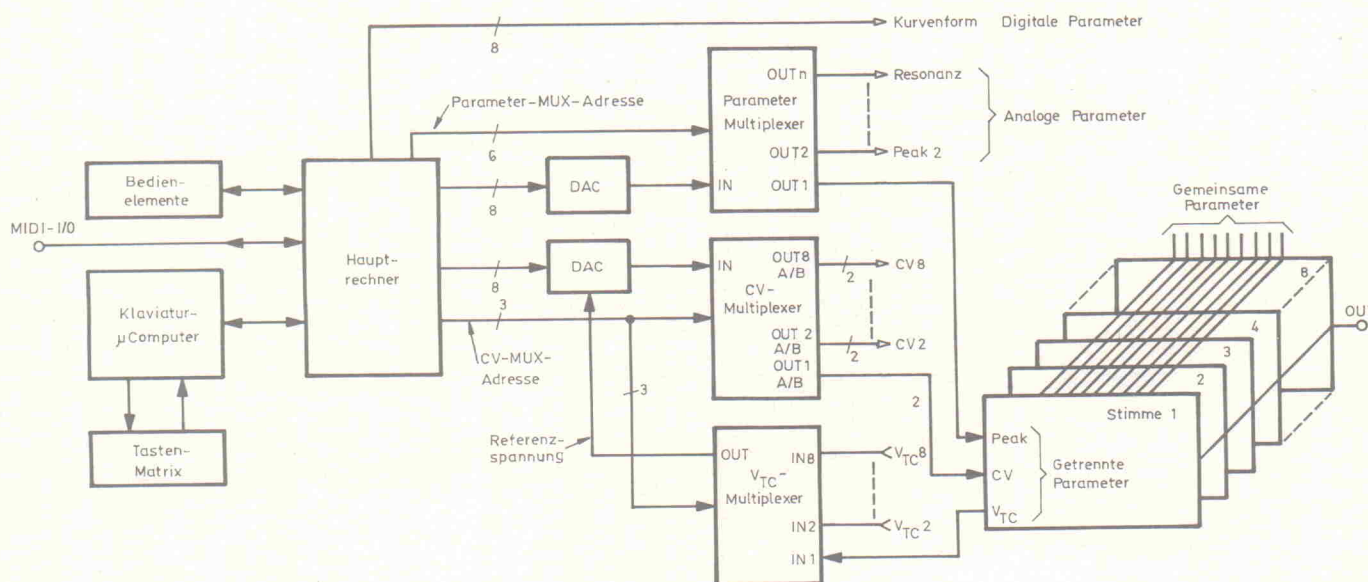 Kurvenform Digitale Parameter
8
OUTn
Resonanz
Parameter-MUX-Adresse
Parameter
Multiplexer
Analoge Parameter
6
OUT2
Peak 2
Bedien-
elemente
DAC
IN
OUT1
8
Gemeinsame
Parameter
MIDI-I/O
Haupt-
rechner
DAC
IN
OUT8
A/B
CV-
Multiplexer
2
CV8
8
8
3
Klaviatur-
µComputer
OUT 2
A/B
2
CV2
OUT1
A/B
4
3
2
OU
CV-MUX-
Adresse
3
2
Stimme 1
Tasten-
Matrix
Referenz-
spannung
OUT
VTC-
Multiplexer
IN8
VTC8
Peak
CV
VTC
Getrennte
Parameter
IN2
VTC2
IN1